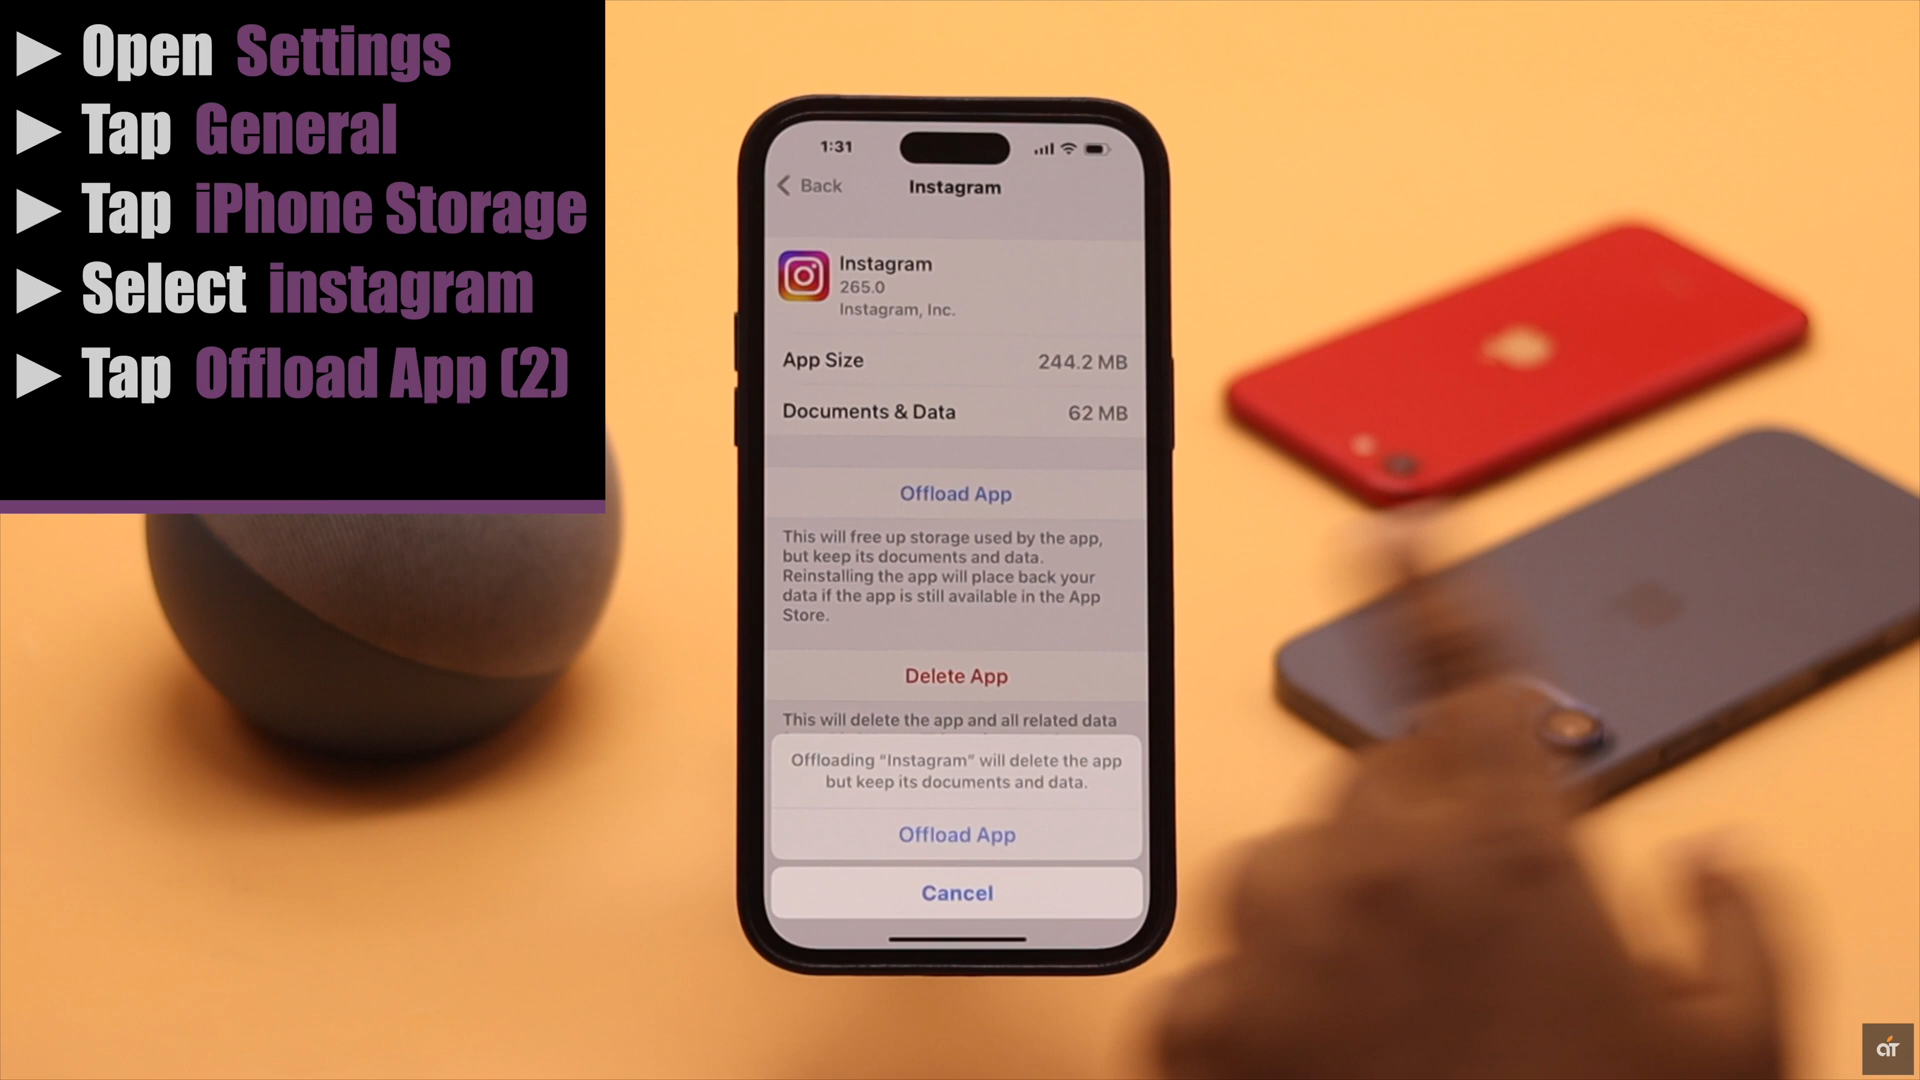 ▶ Open Settings
▶ Tap General
▶ Tap iPhone Storage
▶ Select instagram
▶ Tap Offload App (2)
1:31
Back
Instagram
Instagram
265.0
Instagram, Inc.
App Size 244.2 MB
Documents & Data 62 MB
Offload App
This will free up storage used by the app,
but keep its documents and data.
Reinstalling the app will place back your
data if the app is still available in the App
Store.
Delete App
This will delete the app and all related data
Offloading “Instagram” will delete the app
but keep its documents and data.
Offload App
Cancel
aT